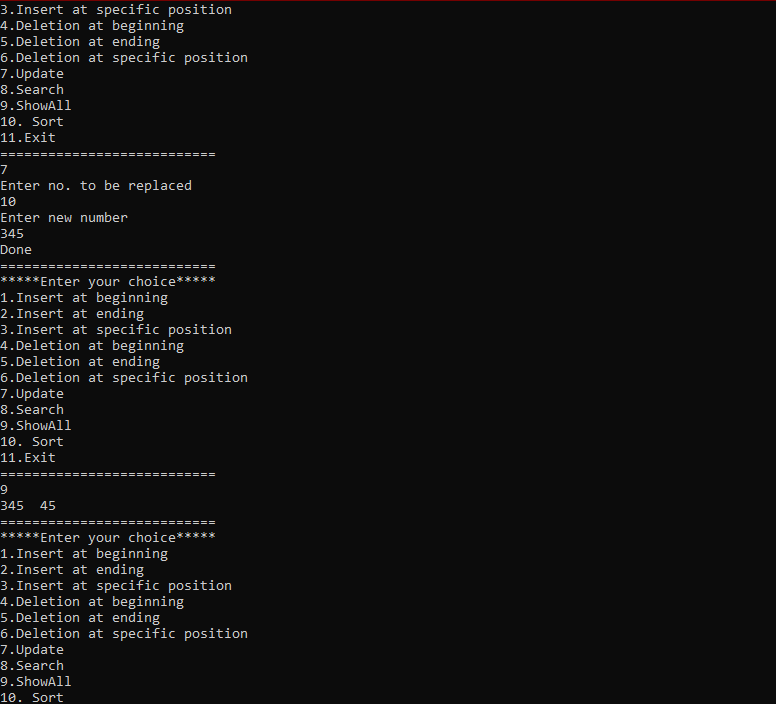 3.Insert at specific position
4.Deletion at beginning
5.Deletion at ending
6.Deletion at specific position
7.Update
8.Search
9.ShowAll
10. Sort
11.Exit
===========================
7
Enter no. to be replaced
10
Enter new number
345
Done
===========================
*****Enter your choice*****
1.Insert at beginning
2.Insert at ending
3.Insert at specific position
4.Deletion at beginning
5.Deletion at ending
6.Deletion at specific position
7.Update
8.Search
9.ShowAll
10. Sort
11.Exit
===========================
9
345  45
===========================
*****Enter your choice*****
1.Insert at beginning
2.Insert at ending
3.Insert at specific position
4.Deletion at beginning
5.Deletion at ending
6.Deletion at specific position
7.Update
8.Search
9.ShowAll
10. Sort